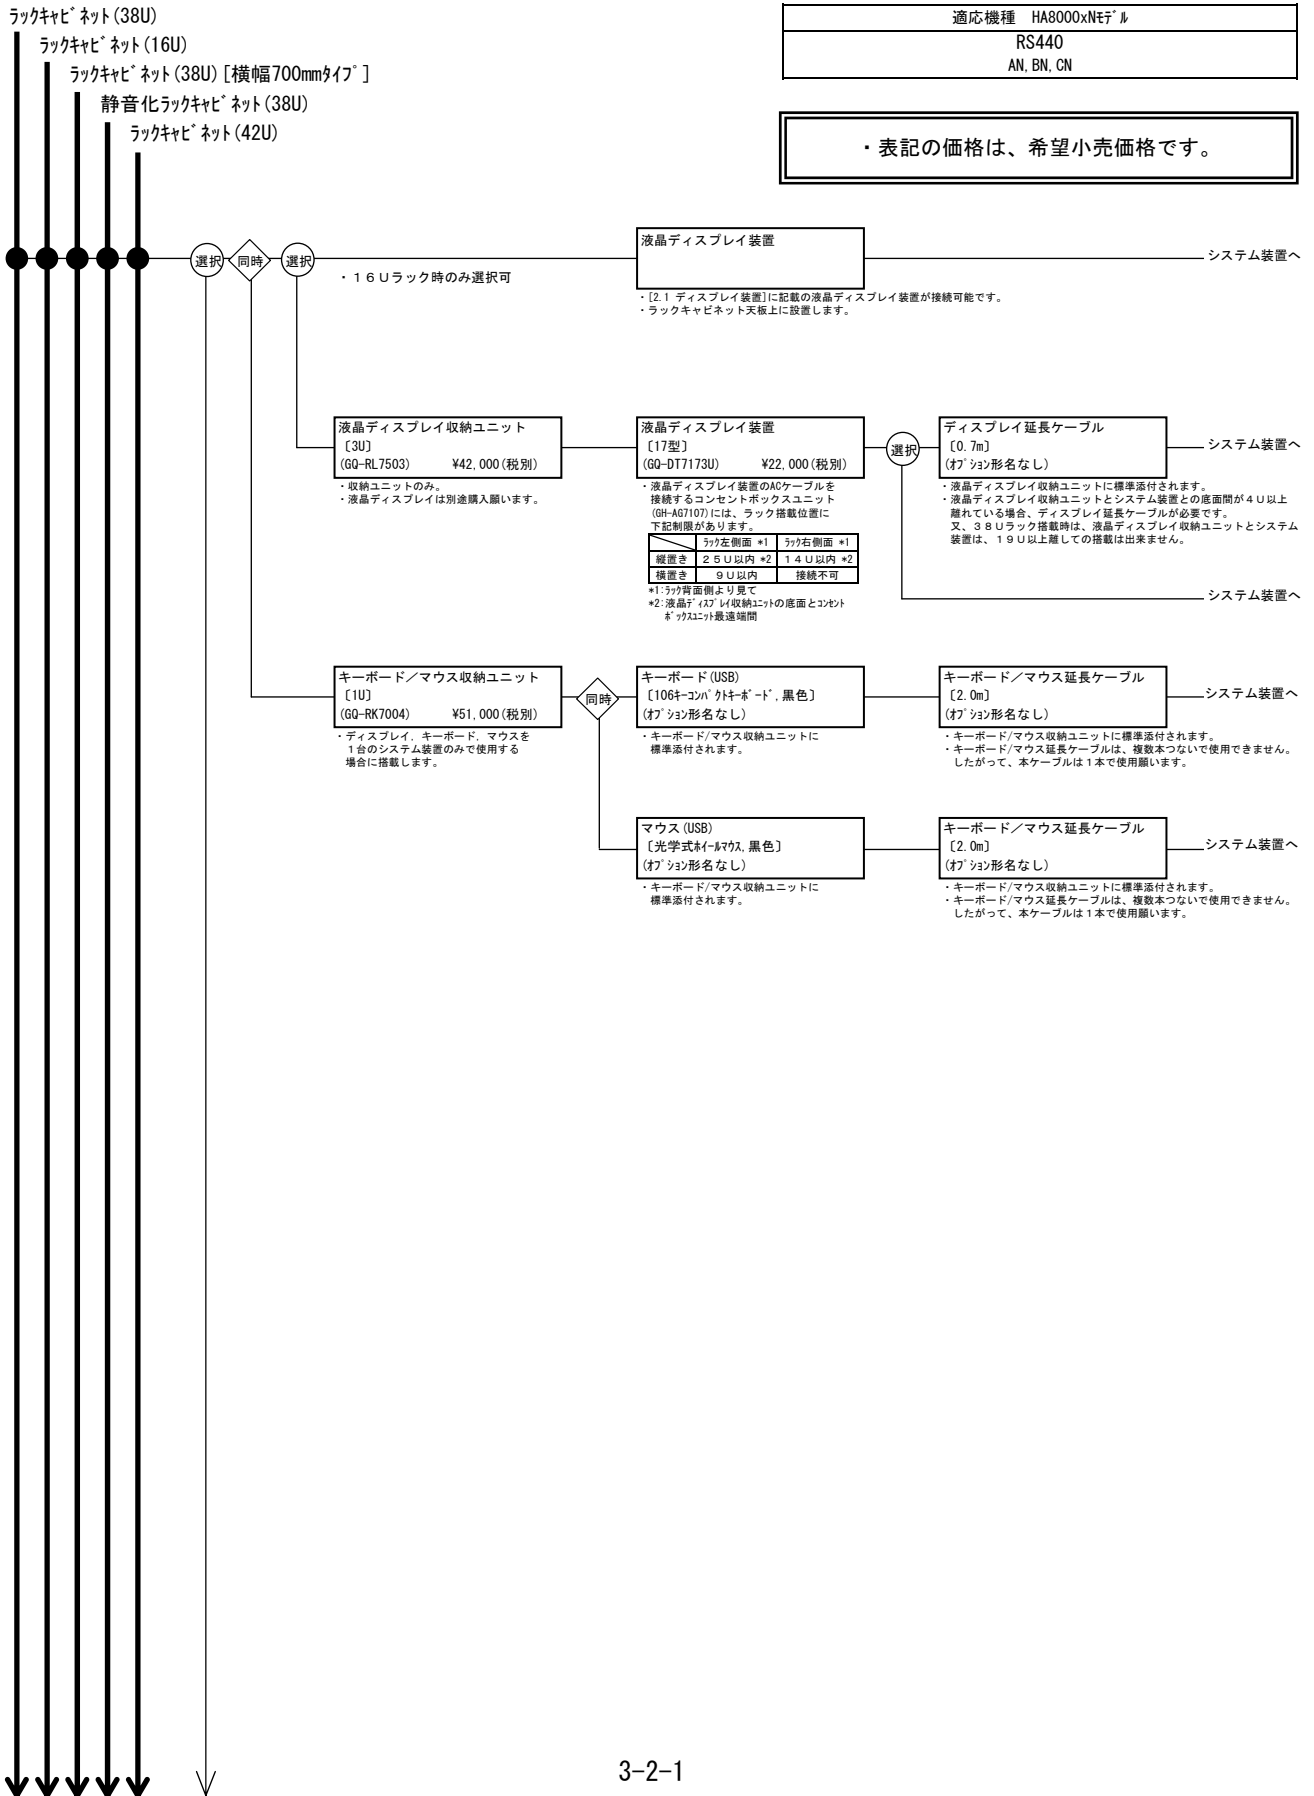 ラックキャビネット(38U)
ラックキャビネット(16U)
ラックキャビネット(38U)[横幅700mmタイプ]
静音化ラックキャビネット(38U)
ラックキャビネット(42U)
適応機種　HA8000xNモデル
RS440
AN, BN, CN
・表記の価格は、希望小売価格です。
選択
同時
選択
・１６Ｕラック時のみ選択可
液晶ディスプレイ装置
システム装置へ
・[2.1 ディスプレイ装置]に記載の液晶ディスプレイ装置が接続可能です。
・ラックキャビネット天板上に設置します。
液晶ディスプレイ収納ユニット
〔3U〕
(GQ-RL7503)　¥42,000(税別)
・収納ユニットのみ。
・液晶ディスプレイは別途購入願います。
液晶ディスプレイ装置
〔17型〕
(GQ-DT7173U)　¥22,000(税別)
・液晶ディスプレイ装置のACケーブルを
接続するコンセントボックスユニット
(GH-AG7107)には、ラック搭載位置に
下記制限があります。
ラック左側面 *1　ラック右側面 *1
縦置き　２５Ｕ以内 *2　１４Ｕ以内 *2
横置き　９Ｕ以内　接続不可
*1:ラック背面側より見て
*2:液晶ディスプレイ収納ユニットの底面とコンセント
ボックスユニット最遠端間
選択
ディスプレイ延長ケーブル
〔0.7m〕
(オプション形名なし)
システム装置へ
・液晶ディスプレイ収納ユニットに標準添付されます。
・液晶ディスプレイ収納ユニットとシステム装置との底面間が４Ｕ以上
離れている場合、ディスプレイ延長ケーブルが必要です。
又、３８Ｕラック搭載時は、液晶ディスプレイ収納ユニットとシステム
装置は、１９Ｕ以上離しての搭載は出来ません。
システム装置へ
キーボード／マウス収納ユニット
〔1U〕
(GQ-RK7004)　¥51,000(税別)
・ディスプレイ, キーボード, マウスを
１台のシステム装置のみで使用する
場合に搭載します。
同時
キーボード(USB)
〔106キーコンパクトキーボード,黒色〕
(オプション形名なし)
・キーボード/マウス収納ユニットに
標準添付されます。
キーボード／マウス延長ケーブル
〔2.0m〕
(オプション形名なし)
システム装置へ
・キーボード/マウス収納ユニットに標準添付されます。
・キーボード/マウス延長ケーブルは、複数本つないで使用できません。
したがって、本ケーブルは１本で使用願います。
マウス(USB)
〔光学式ホイールマウス,黒色〕
(オプション形名なし)
・キーボード/マウス収納ユニットに
標準添付されます。
キーボード／マウス延長ケーブル
〔2.0m〕
(オプション形名なし)
システム装置へ
・キーボード/マウス収納ユニットに標準添付されます。
・キーボード/マウス延長ケーブルは、複数本つないで使用できません。
したがって、本ケーブルは１本で使用願います。
3-2-1